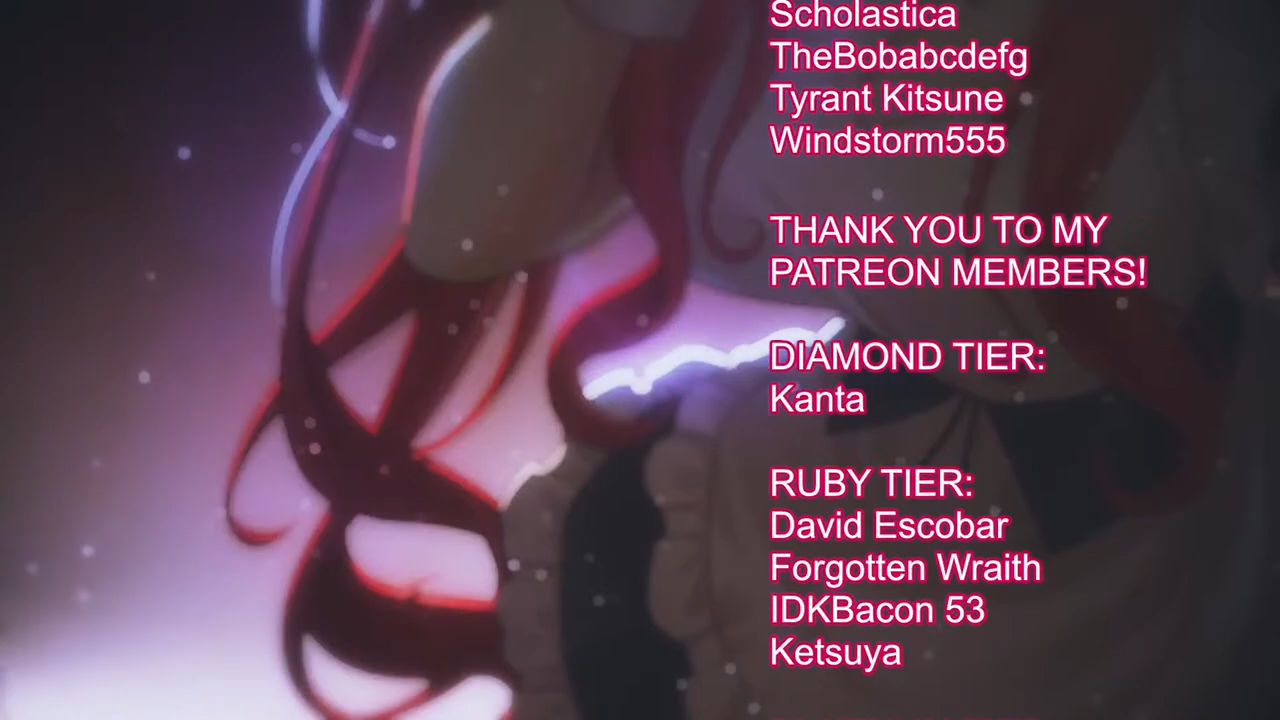 Scholastica
TheBobabcdefg
Tyrant Kitsune
Windstorm555
THANK YOU TO MY
PATREON MEMBERS!
DIAMOND TIER:
Kanta
RUBY TIER:
David Escobar
Forgotten Wraith
IDKBacon 53
Ketsuya